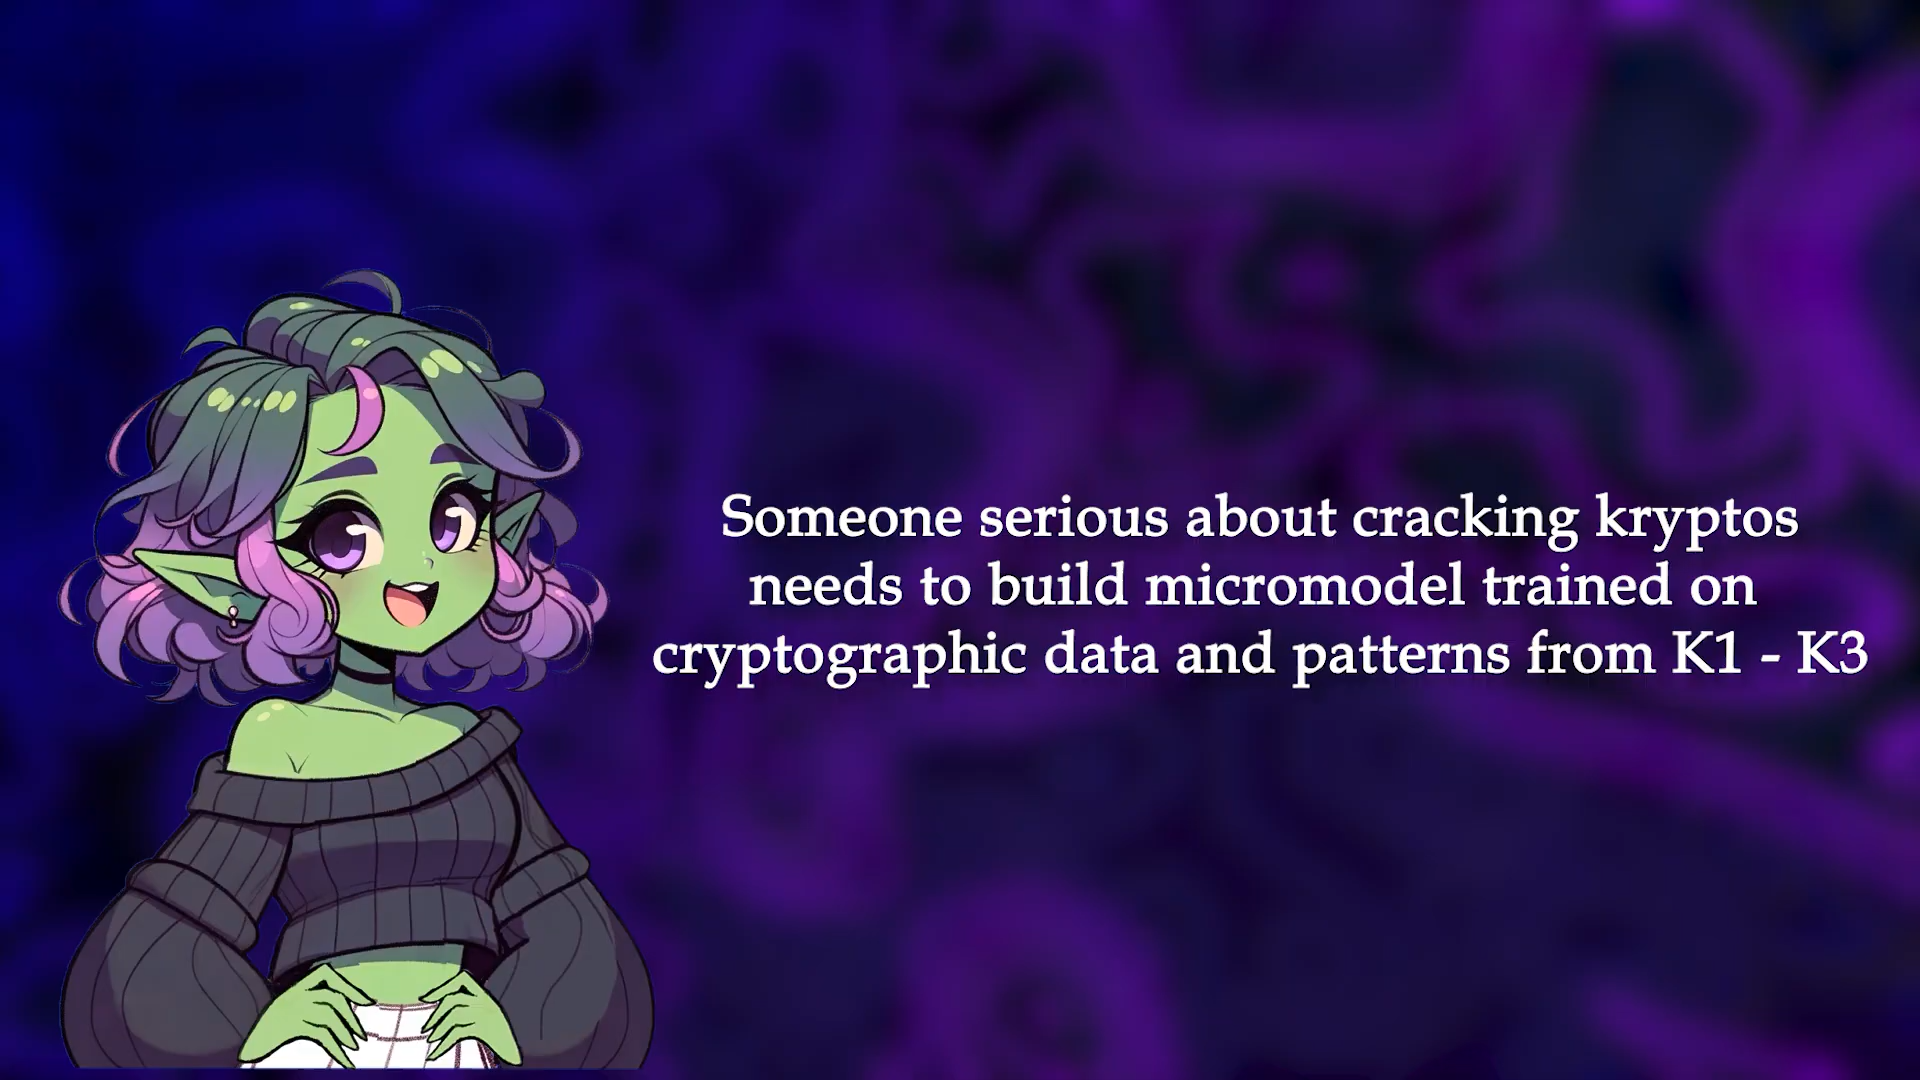 Someone serious about cracking kryptos
needs to build micromodel trained on
cryptographic data and patterns from K1 - K3